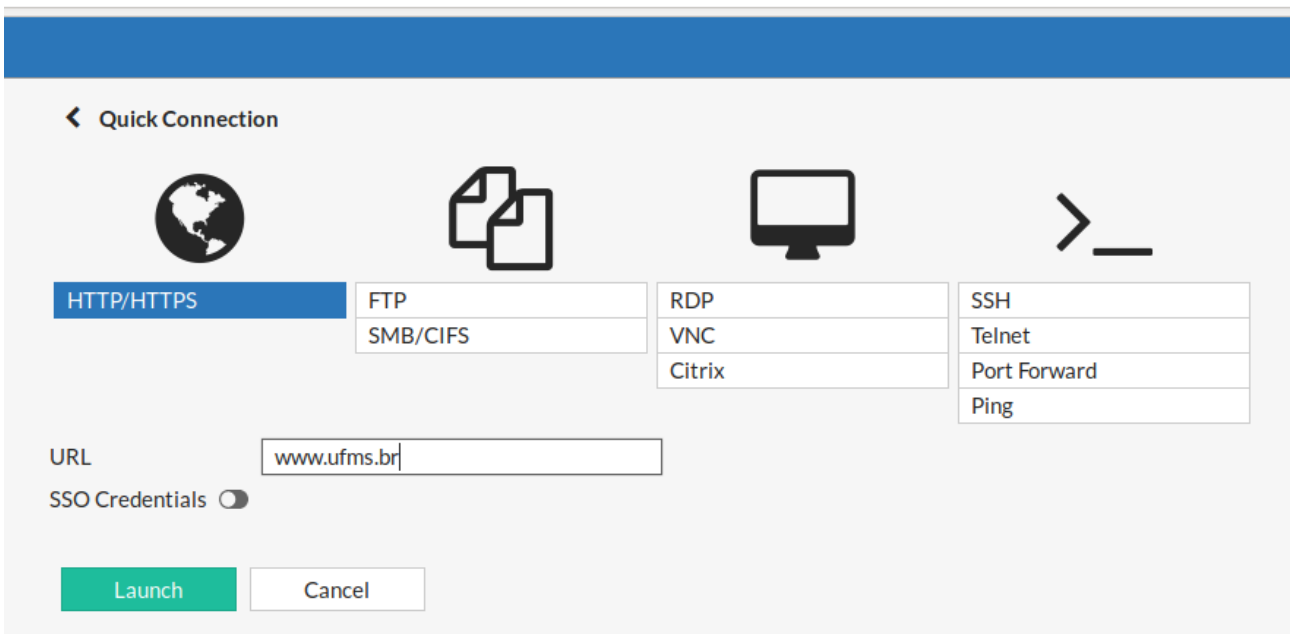 Quick Connection
HTTP/HTTPS
FTP
SMB/CIFS
RDP
VNC
Citrix
SSH
Telnet
Port Forward
Ping
URL www.ufms.br
SSO Credentials
Launch Cancel